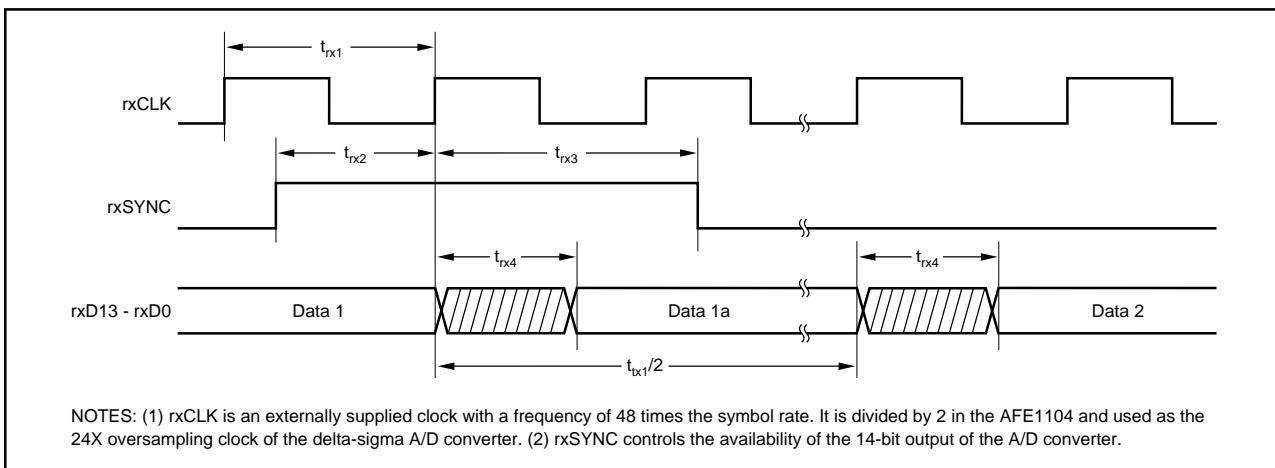 trx1
rxCLK
trx2
trx3
rxSYNC
trx4
trx4
rxD13 - rxD0
Data 1
Data 1a
Data 2
ttx1/2
NOTES: (1) rxCLK is an externally supplied clock with a frequency of 48 times the symbol rate. It is divided by 2 in the AFE1104 and used as the
24X oversampling clock of the delta-sigma A/D converter. (2) rxSYNC controls the availability of the 14-bit output of the A/D converter.